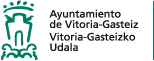 Ayuntamiento
de Vitoria-Gasteiz
Vitoria-Gasteizko
Udala